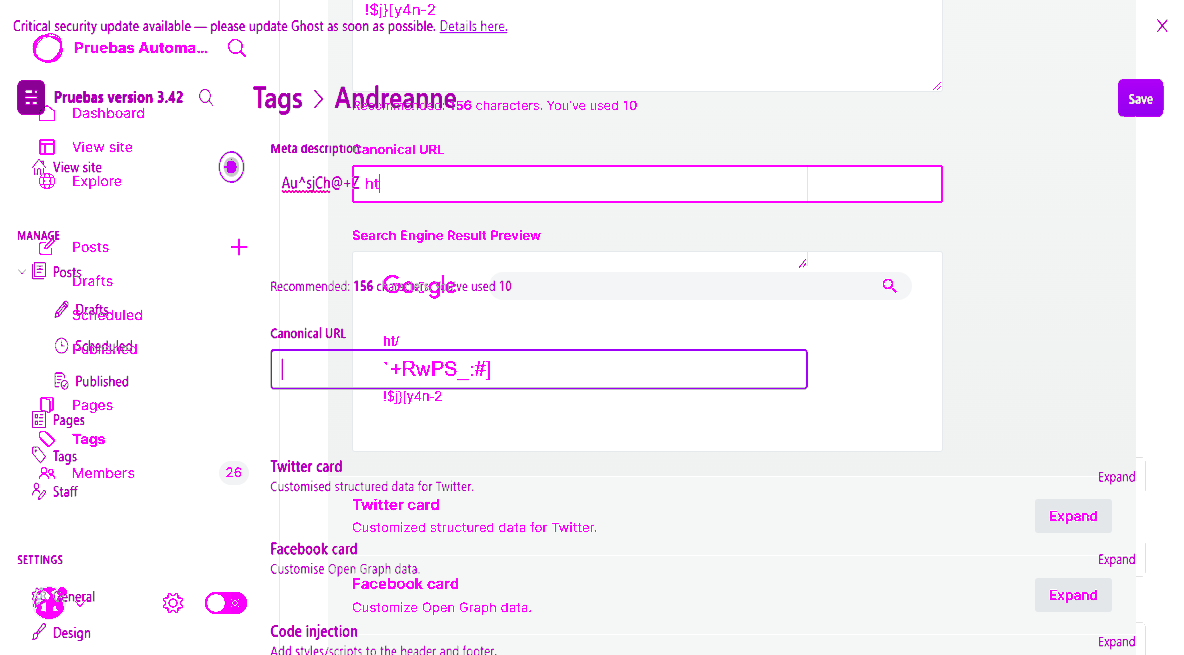 !$j}[y4n-2
Critical security update available — please update Ghost as soon as possible. Details here.
Pruebas Automa...
Pruebas version 3.42
Tags > Andreanne
Save
Recommended: 156 characters. You've used 10
Dashboard
Meta description
Canonical URL
View site
View site
Au^sjCh@+Z
ht
Explore
MANAGE
Search Engine Result Preview
Posts
Posts
Drafts
Google
Recommended: 156 characters. You've used 10
Drafts
Scheduled
Canonical URL
ht/
Scheduled
Published
`+RwPS_:#]
Published
!$j}[y4n-2
Pages
Pages
Tags
Tags
Twitter card
Members
26
Expand
Customised structured data for Twitter.
Staff
Twitter card
Expand
Customized structured data for Twitter.
Facebook card
SETTINGS
Expand
Customise Open Graph data.
Facebook card
General
Expand
Customize Open Graph data.
Code injection
Design
Expand
Add styles/scripts to the header and footer.